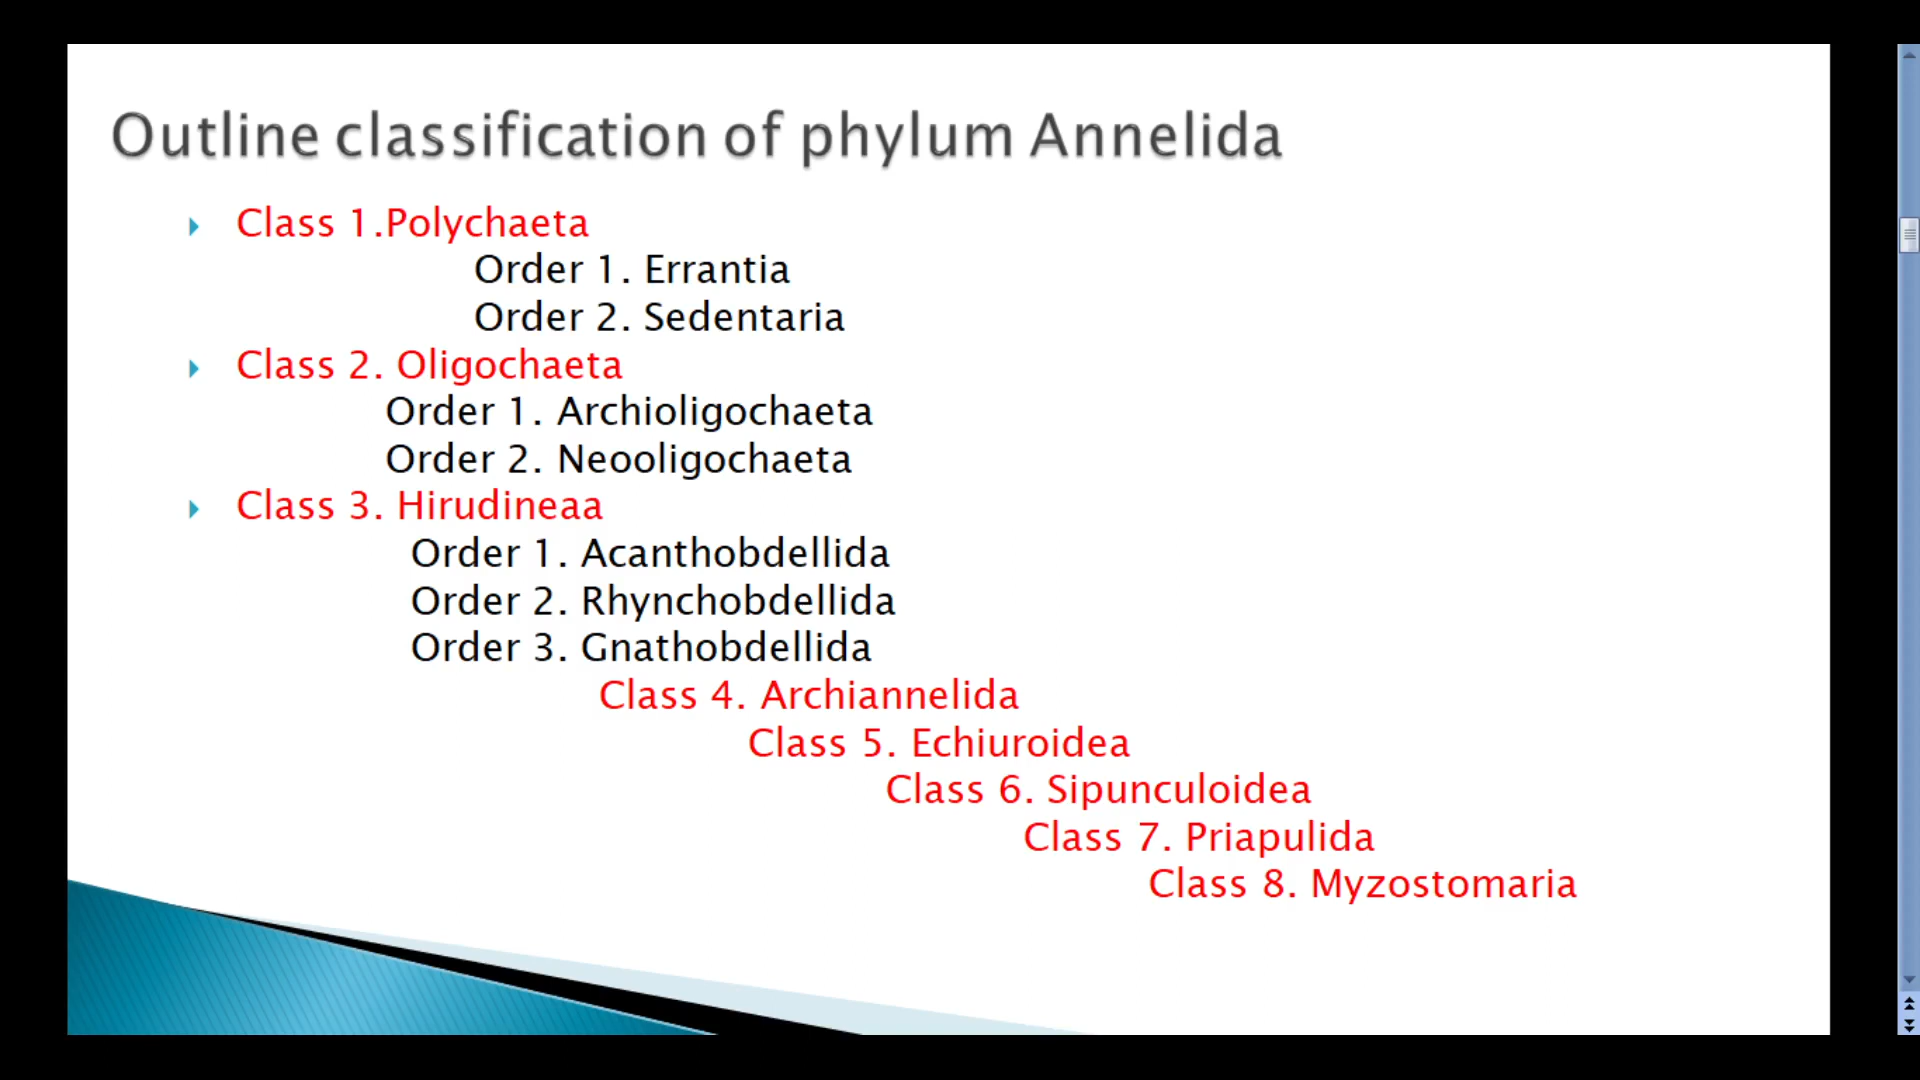 Outline classification of phylum Annelida
Class 1.Polychaeta
Order 1. Errantia
Order 2. Sedentaria
Class 2. Oligochaeta
Order 1. Archioligochaeta
Order 2. Neooligochaeta
Class 3. Hirudineaa
Order 1. Acanthobdellida
Order 2. Rhynchobdellida
Order 3. Gnathobdellida
Class 4. Archiannelida
Class 5. Echiuroidea
Class 6. Sipunculoidea
Class 7. Priapulida
Class 8. Myzostomaria